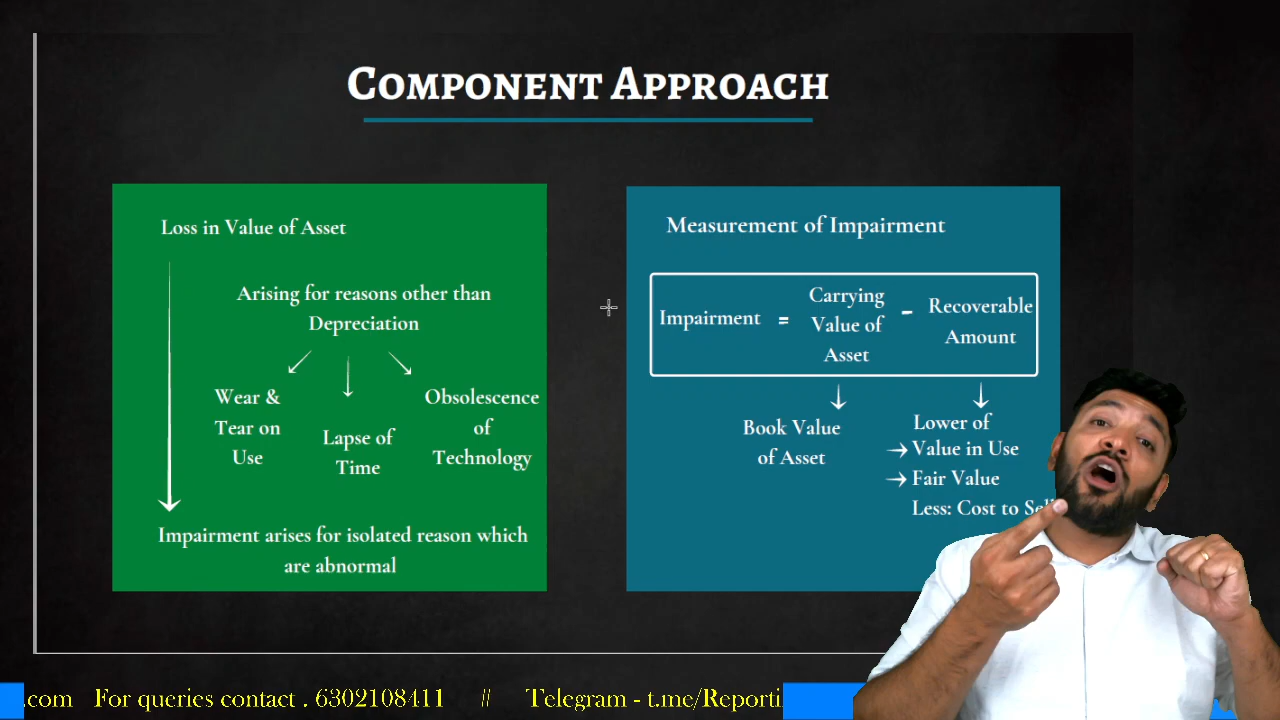 COMPONENT APPROACH
Loss in Value of Asset
Arising for reasons other than
Depreciation
Wear &
Tear on
Use
Lapse of
Time
Obsolescence
of
Technology
Impairment arises for isolated reason which
are abnormal
Measurement of Impairment
Impairment = Carrying
Value of
Asset
- Recoverable
Amount
Book Value
of Asset
Lower of
→ Value in Use
→ Fair Value
Less: Cost to
.com For queries contact . 6302108411 # Telegram - t.me/Reporti